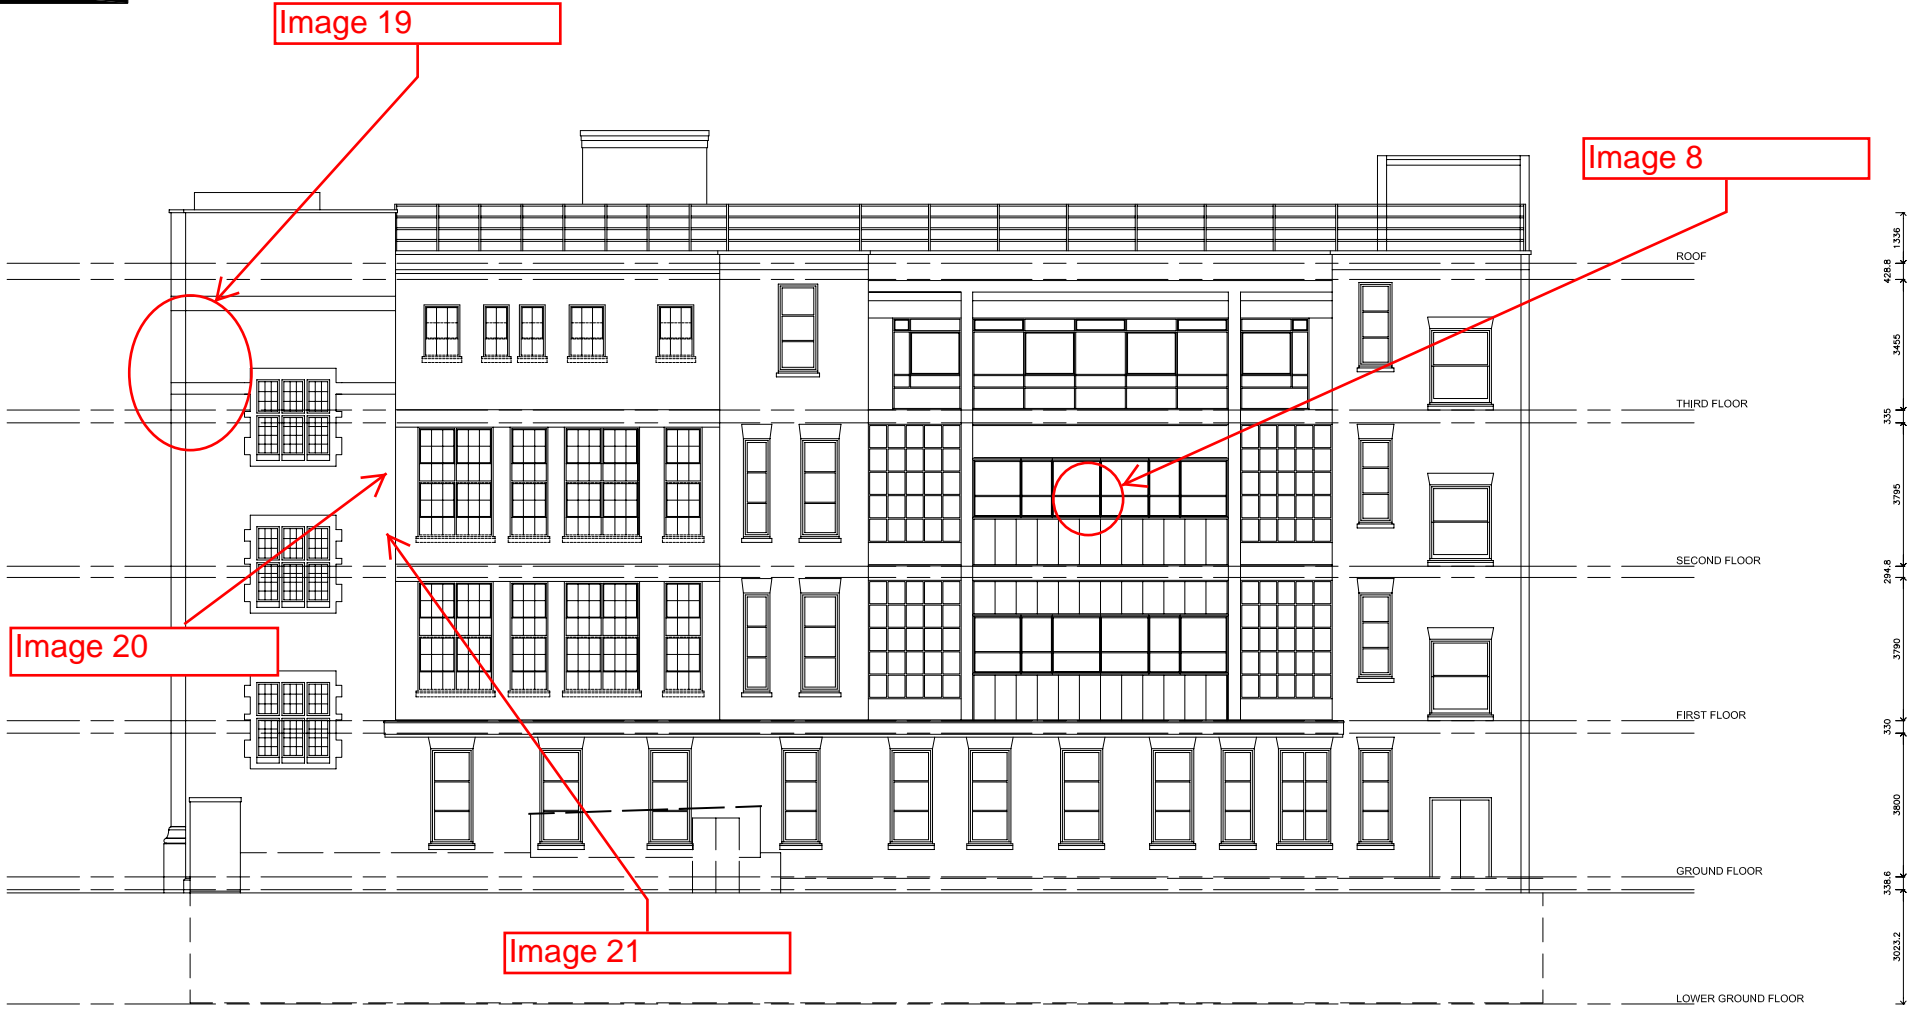 Image 19
Image 8
1336
ROOF
428.8
3455
THIRD FLOOR
335
3795
SECOND FLOOR
294.8
Image 20
3790
FIRST FLOOR
330
3800
GROUND FLOOR
338.6
Image 21
3023.2
LOWER GROUND FLOOR